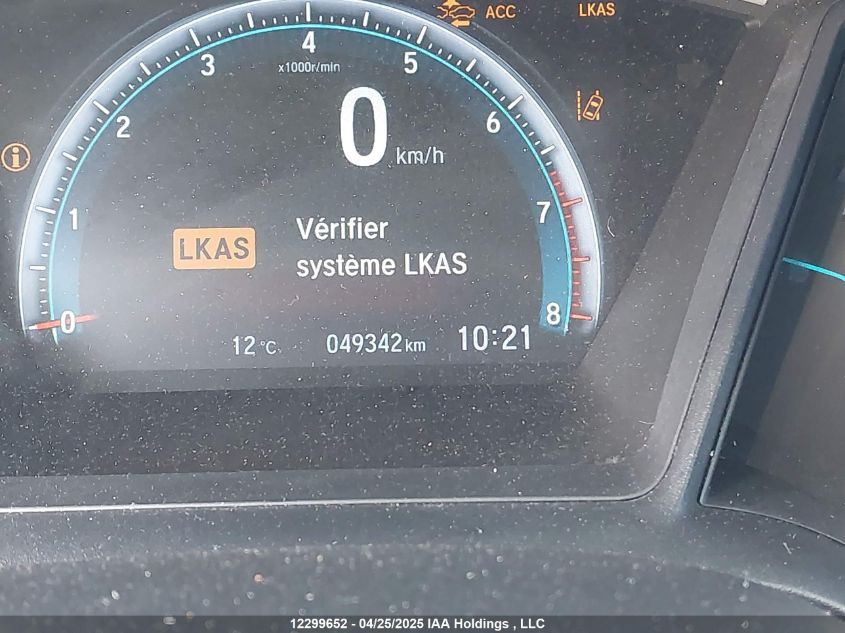 ACC
LKAS
4
3
5
x1000r/min
2
6
0
km/h
1
7
LKAS
Vérifier
système LKAS
0
8
12 °C
049342 km
10:21
12299652 - 04/25/2025 IAA Holdings , LLC